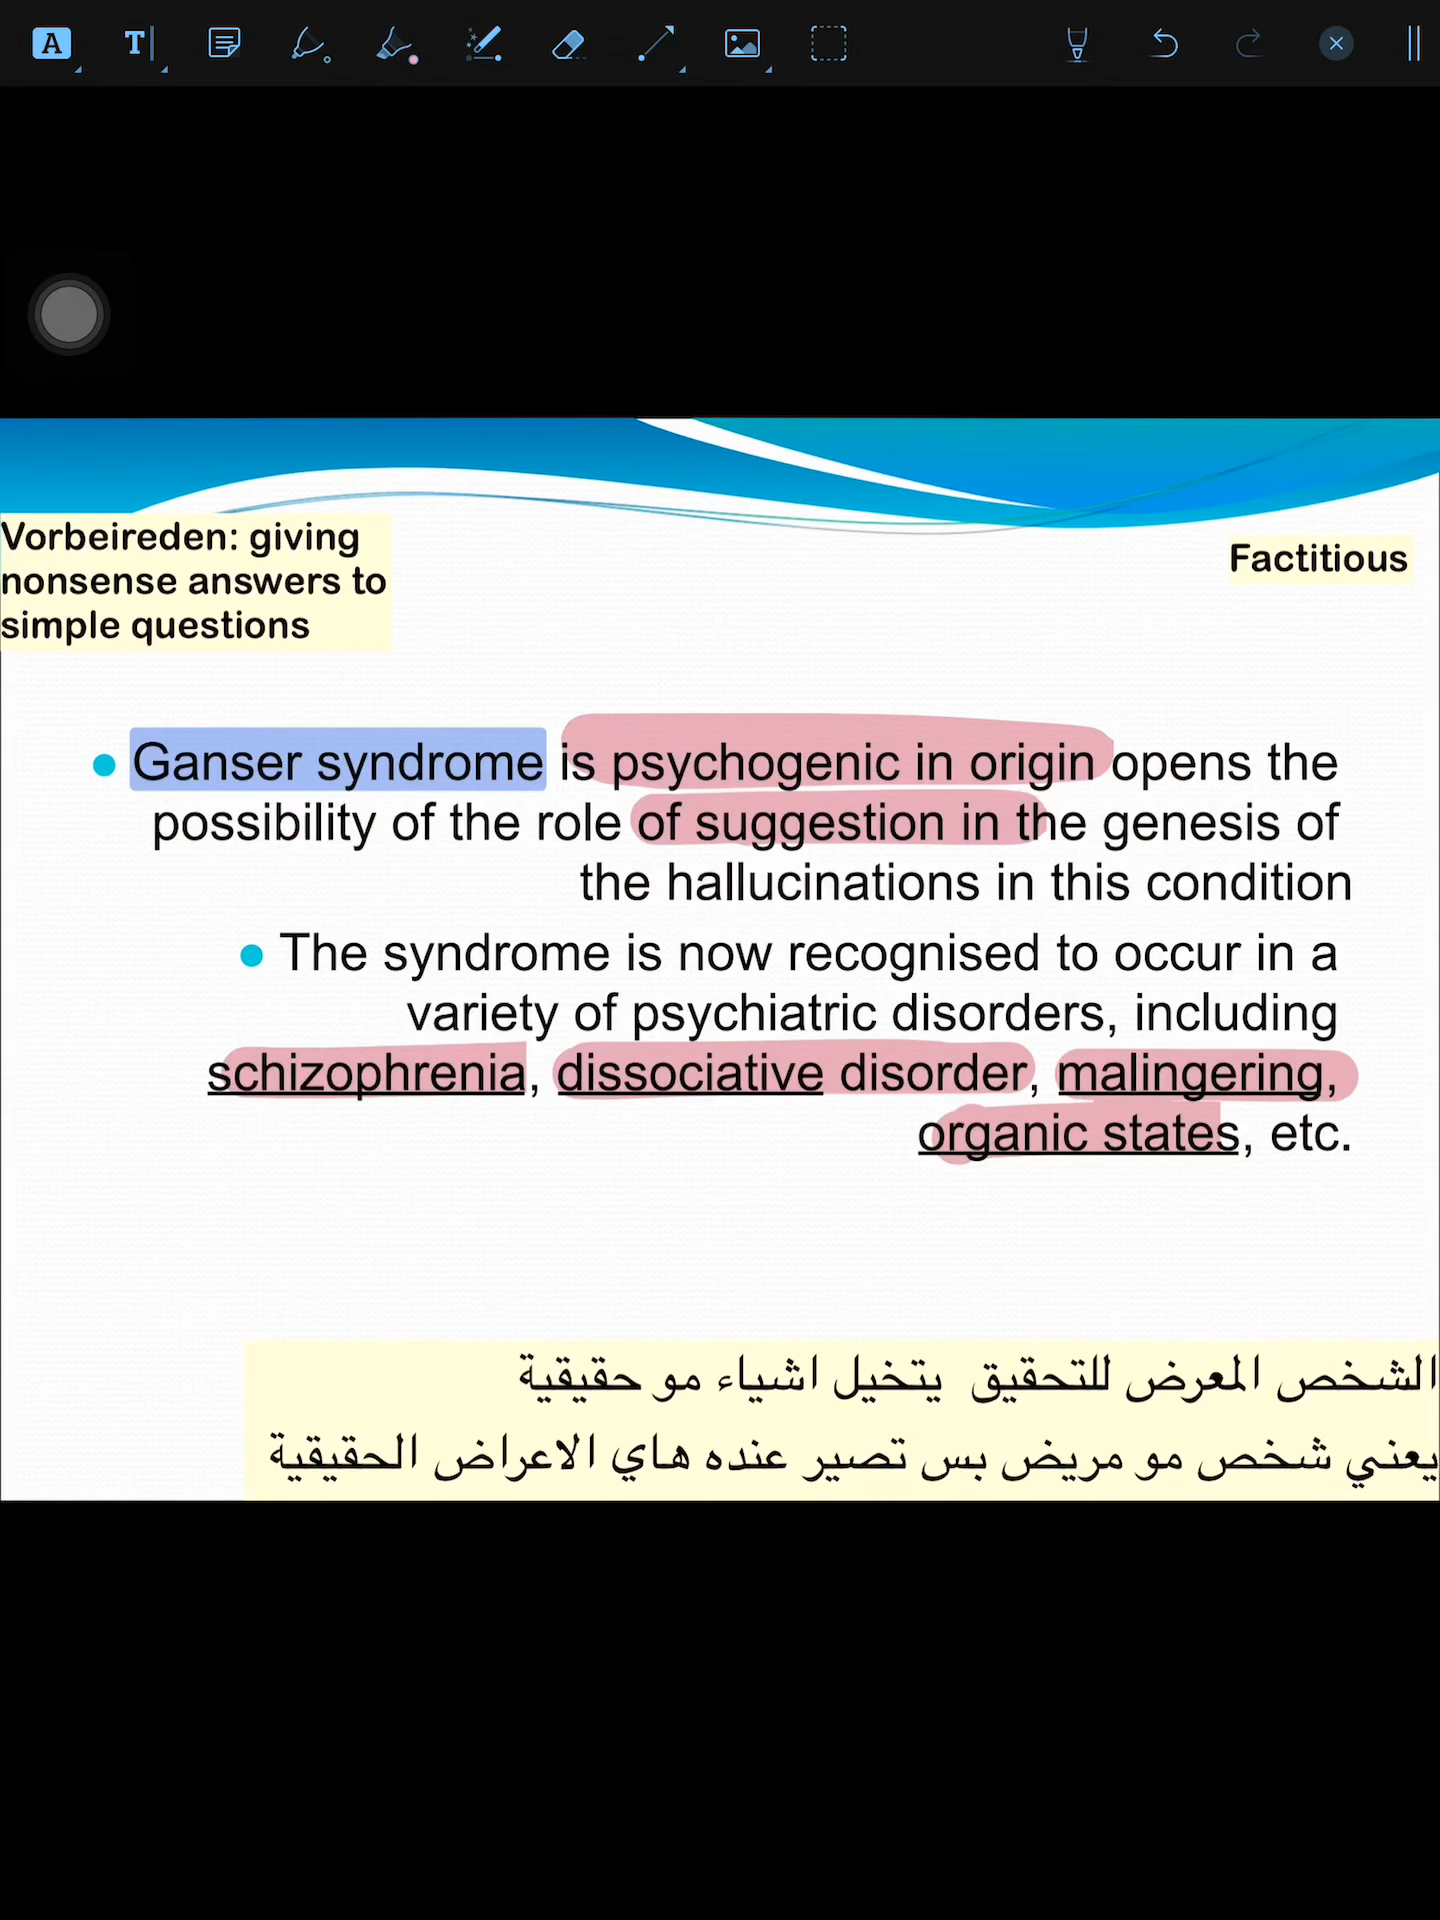 Vorbeireden: giving
nonsense answers to
simple questions
Factitious
Ganser syndrome is psychogenic in origin opens the
possibility of the role of suggestion in the genesis of
the hallucinations in this condition
The syndrome is now recognised to occur in a
variety of psychiatric disorders, including
schizophrenia, dissociative disorder, malingering,
organic states, etc.
الشخص المعرض للتحقيق يتخيل اشياء مو حقيقية
يعني شخص مو مريض بس تصير عنده هاي الاعراض الحقيقية